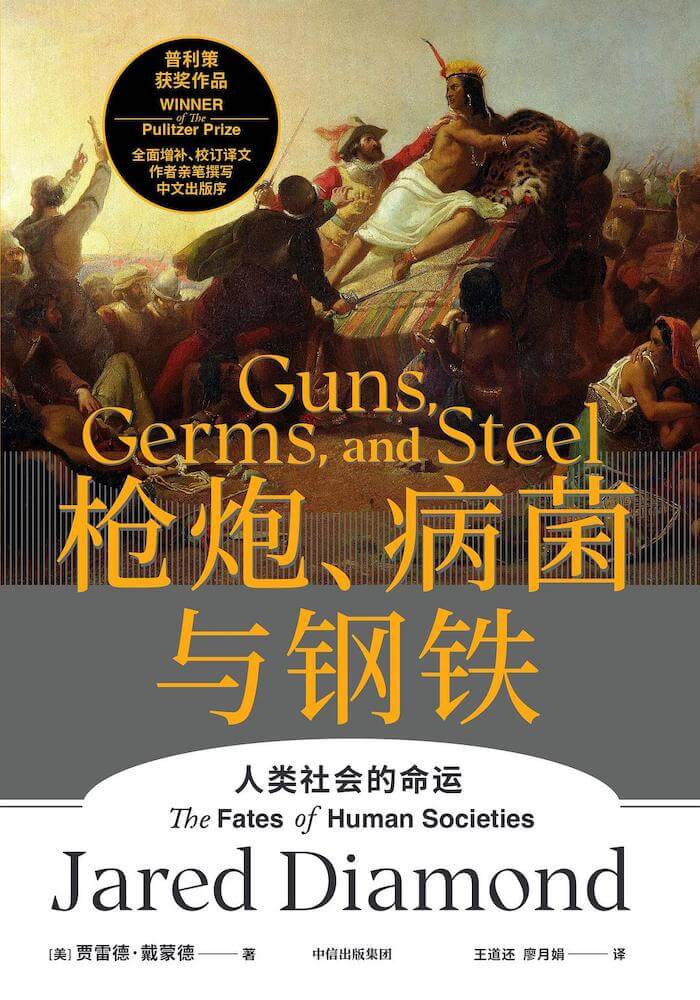 普利策
获奖作品
WINNER
of The
Pulitzer Prize
全面增补、校订译文
作者亲笔撰写
中文出版序
Guns,
Germs, and Steel
枪炮、病菌
与钢铁
人类社会的命运
The Fates of Human Societies
Jared Diamond
[美] 贾雷德·戴蒙德——著 中信出版集团 王道还 廖月娟——译